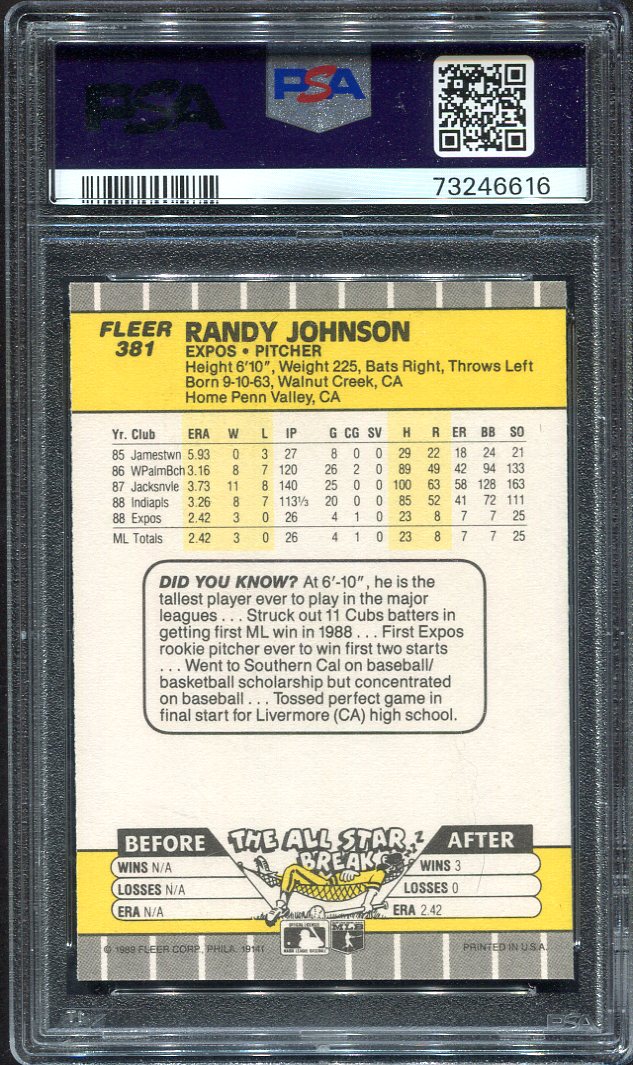 PSA
PSA
73246616
FLEER
381
RANDY JOHNSON
EXPOS • PITCHER
Height 6'10", Weight 225, Bats Right, Throws Left
Born 9-10-63, Walnut Creek, CA
Home Penn Valley, CA
Yr. Club ERA W L IP G CG SV H R ER BB SO
85 Jamestwn 5.93 0 3 27 8 0 0 29 22 18 24 21
86 WPalmBch 3.16 8 7 120 26 2 0 89 49 42 94 133
87 Jacksnvle 3.73 11 8 140 25 0 0 100 63 58 128 163
88 Indiapls 3.26 8 7 113⅓ 20 0 0 85 52 41 72 111
88 Expos 2.42 3 0 26 4 1 0 23 8 7 7 25
ML Totals 2.42 3 0 26 4 1 0 23 8 7 7 25
DID YOU KNOW? At 6'-10", he is the
tallest player ever to play in the major
leagues . . . Struck out 11 Cubs batters in
getting first ML win in 1988 . . . First Expos
rookie pitcher ever to win first two starts
. . . Went to Southern Cal on baseball/
basketball scholarship but concentrated
on baseball . . . Tossed perfect game in
final start for Livermore (CA) high school.
BEFORE
THE ALL STAR
BREAK
AFTER
WINS N/A
LOSSES N/A
ERA N/A
WINS 3
LOSSES 0
ERA 2.42
MLB
© 1989 FLEER CORP., PHILA. 19141
PRINTED IN U.S.A.
PSA